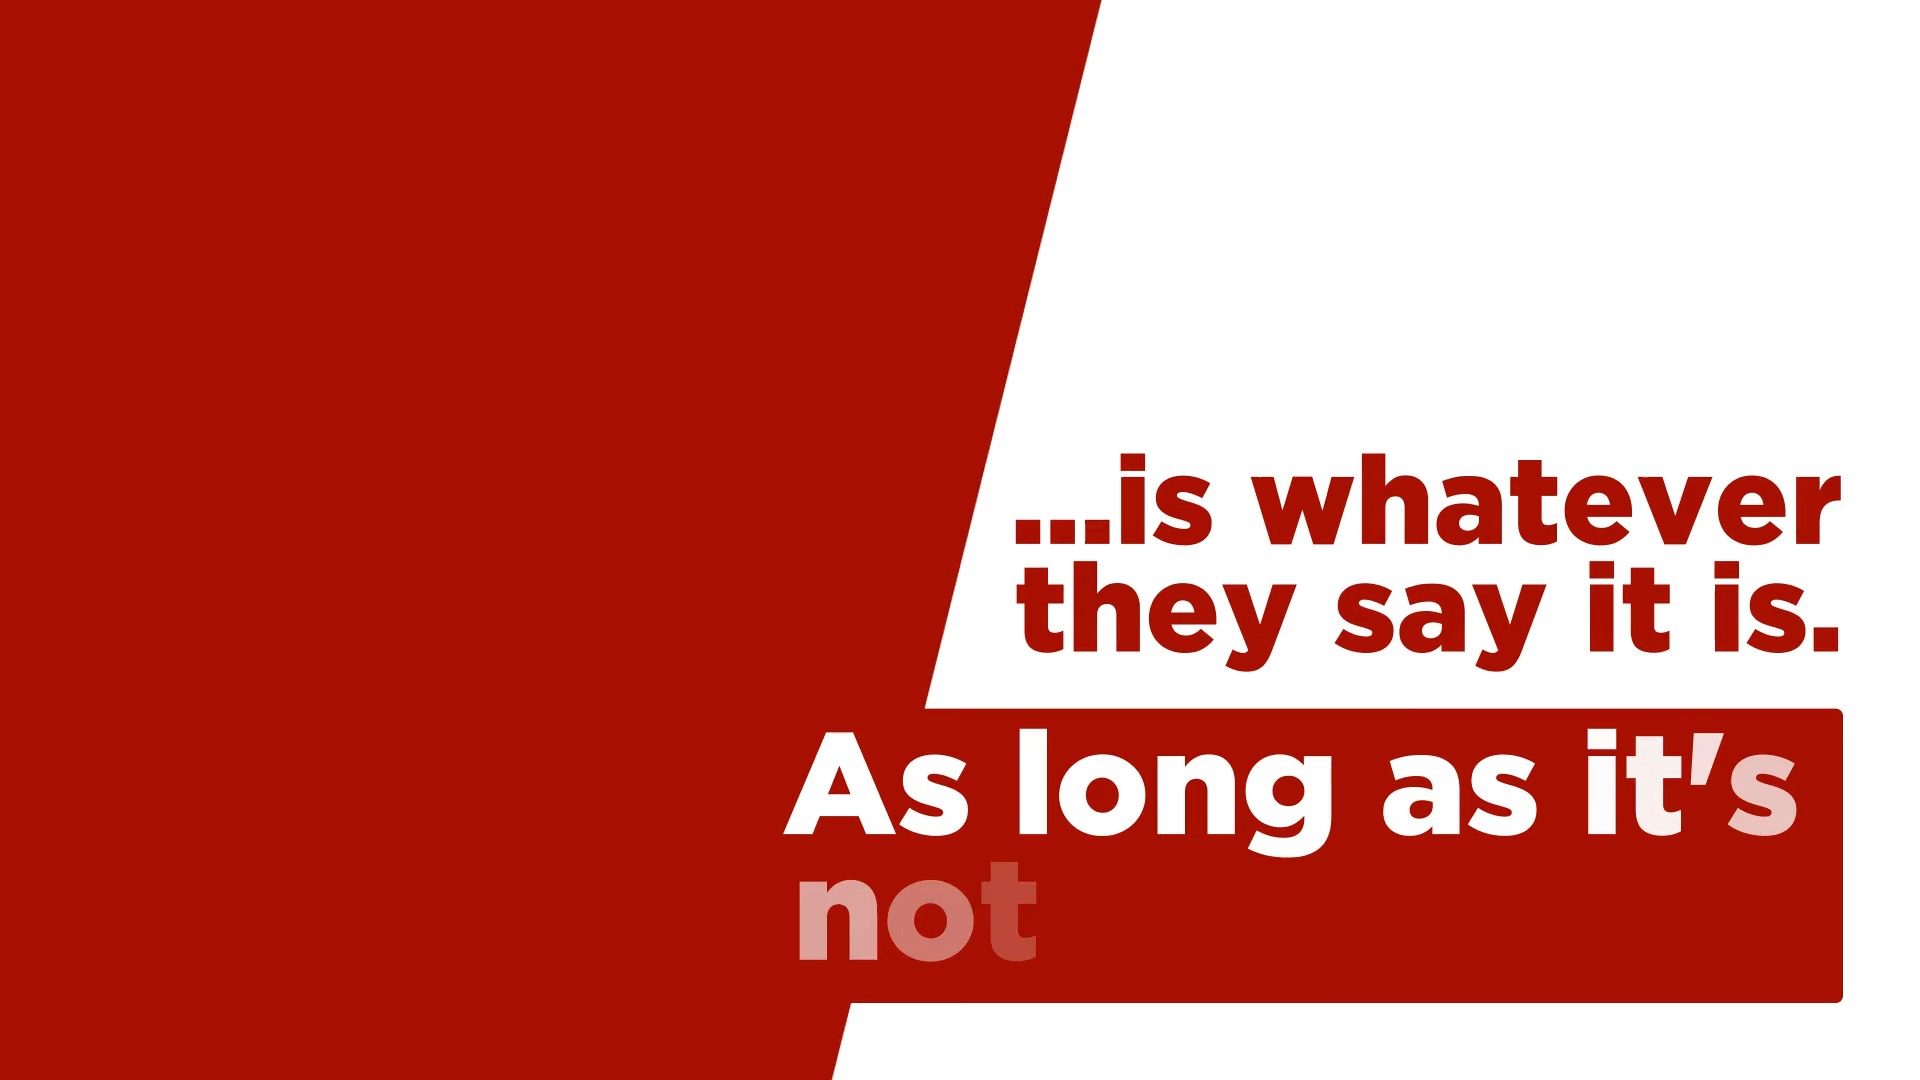 ...is whatever
they say it is.
As long as it's
not